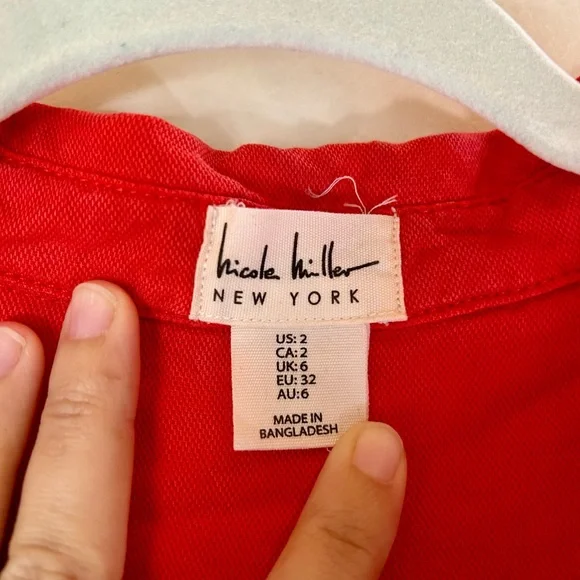 Nicole Miller
NEW YORK
US: 2
CA: 2
UK: 6
EU: 32
AU: 6
MADE IN
BANGLADESH